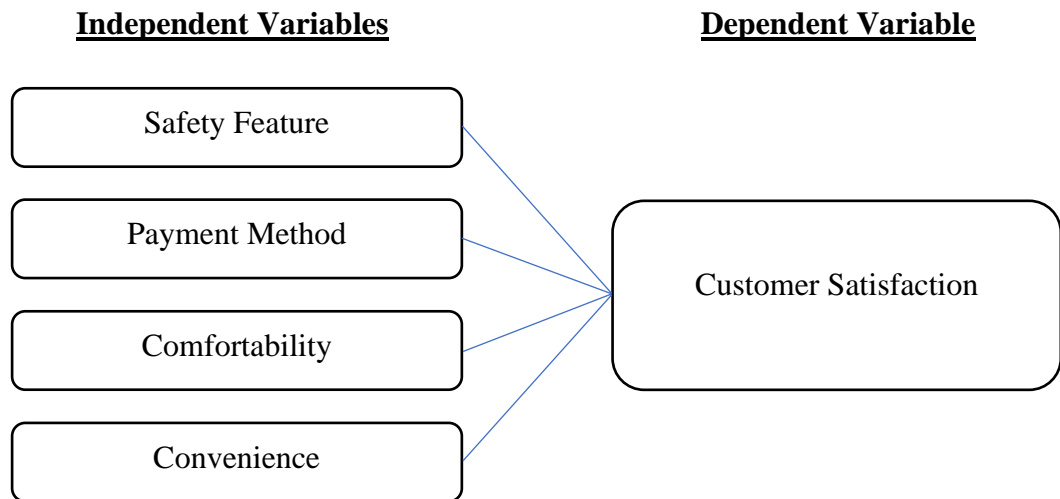 Independent Variables
Dependent Variable
Safety Feature
Payment Method
Comfortability
Convenience
Customer Satisfaction